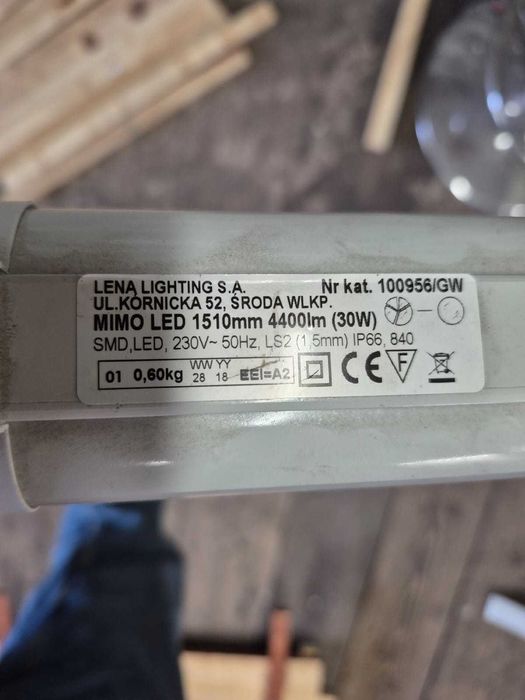 LENA LIGHTING S.A. Nr kat. 100956/GW
UL.KÓRNICKA 52, ŚRODA WLKP.
MIMO LED 1510mm 4400lm (30W)
SMD,LED, 230V~ 50Hz, LS2 (1,5mm) IP66, 840
WW YY
01 0,60kg 28 18 EEI=A2 CE F